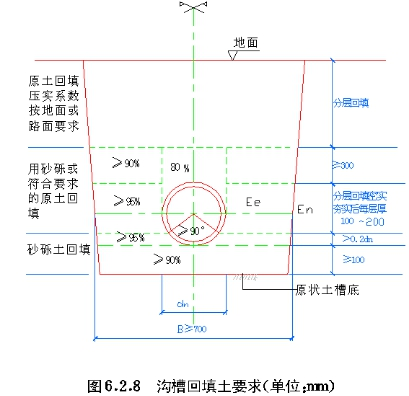 地面
原土回填
压实系数
按地面或
路面要求
分层回填
用砂砾或
符合要求
的原土回
填
≥90%
80%
≥300
≥95%
Ee
En
分层回填密实
夯实后每层厚
100~200
≥90°
砂砾土回填
≥95%
≥0.2dn
≥90%
≥100
原状土槽底
dn
B≥700
图6.2.8 沟槽回填土要求(单位:mm)